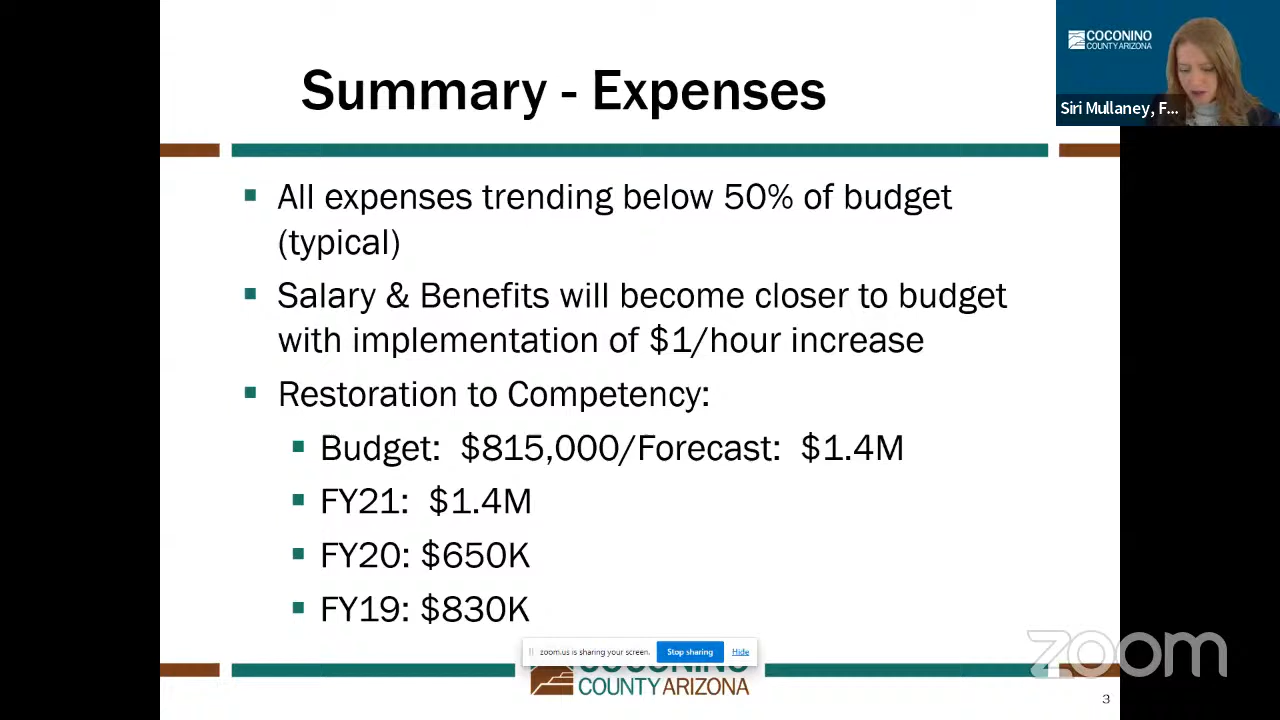 Summary - Expenses
COCONINO
COUNTY ARIZONA
Siri Mullaney, F...
All expenses trending below 50% of budget
(typical)
Salary & Benefits will become closer to budget
with implementation of $1/hour increase
Restoration to Competency:
Budget: $815,000/Forecast: $1.4M
FY21: $1.4M
FY20: $650K
FY19: $830K
zoom.us is sharing your screen.
Stop sharing
Hide
zoom
COCONINO
COUNTY ARIZONA
3